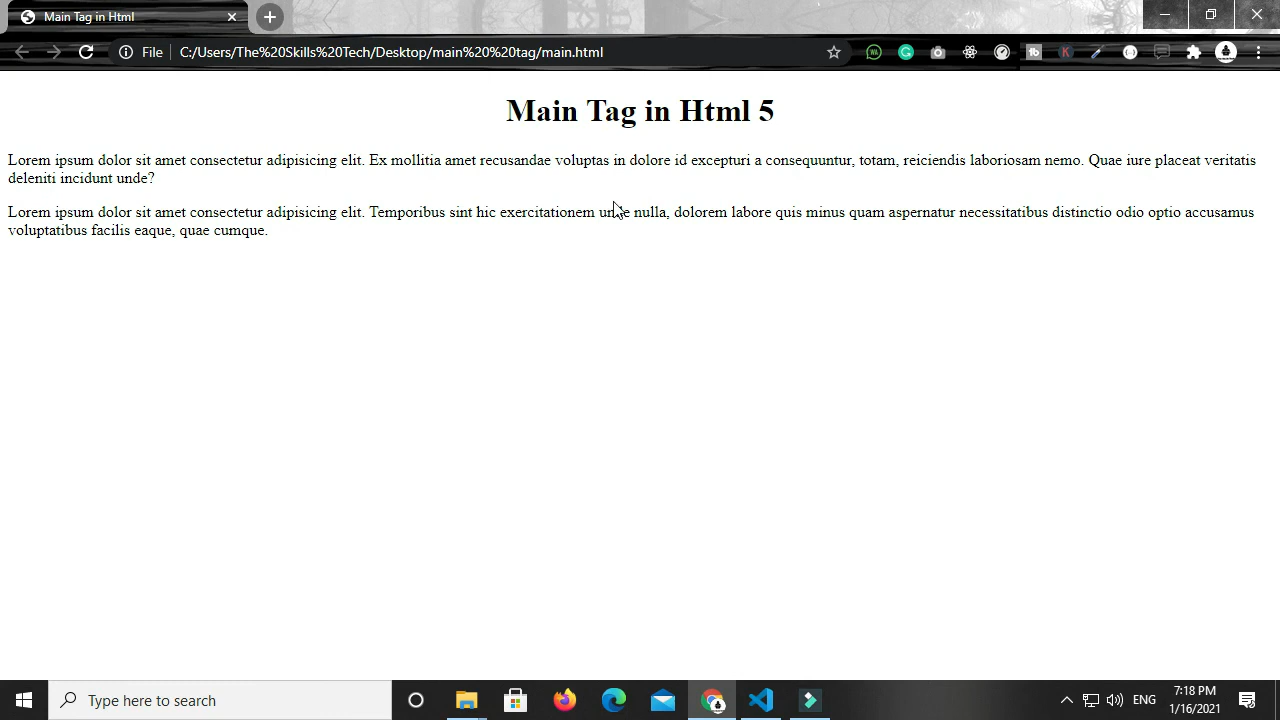 Main Tag in Html
File
C:/Users/The%20Skills%20Tech/Desktop/main%20%20tag/main.html
Main Tag in Html 5
Lorem ipsum dolor sit amet consectetur adipisicing elit. Ex mollitia amet recusandae voluptas in dolore id excepturi a consequuntur, totam, reiciendis laboriosam nemo. Quae iure placeat veritatis
deleniti incidunt unde?
Lorem ipsum dolor sit amet consectetur adipisicing elit. Temporibus sint hic exercitationem unde nulla, dolorem labore quis minus quam aspernatur necessitatibus distinctio odio optio accusamus
voluptatibus facilis eaque, quae cumque.
Type here to search
ENG
7:18 PM
1/16/2021